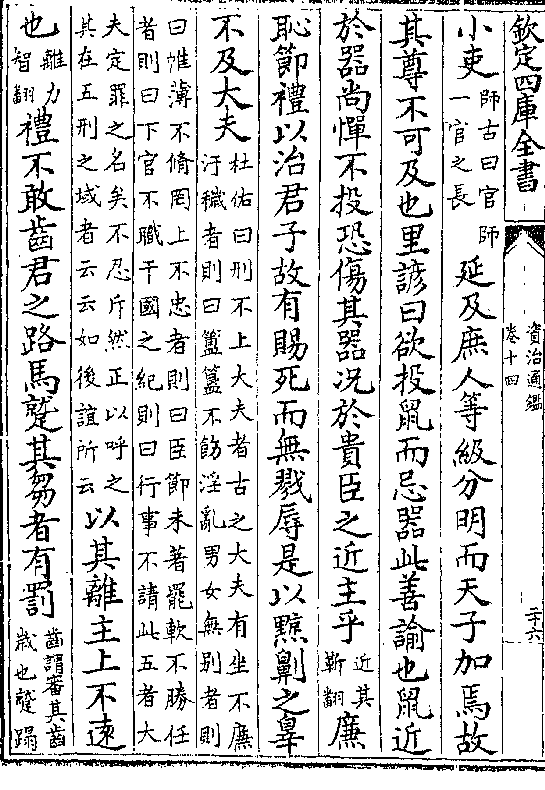 欽定四庫全書
資治通鑑
卷十四
二十六
小吏師古曰官師一官之長延及庶人等級分明而天子加焉故
其尊不可及也里諺曰欲投鼠而忌器此善諭也鼠近
於器尚憚不投恐傷其器况於貴臣之近主乎近其靳翻廉
恥節禮以治君子故有賜死而無戮辱是以黥劓之辠
不及大夫杜佑曰刑不上大夫者古之大夫有坐不廉汙穢者則曰簠簋不飾淫亂男女無别者則
曰帷薄不脩罔上不忠者則曰臣節未著罷軟不勝任者則曰下官不職干國之紀則曰行事不請此五者大
夫定罪之名矣不忍斥然正以呼之其在五刑之域者云云如後誼所云以其離主上不遠
也離力智翻禮不敢齒君之路馬蹵其芻者有罰齒謂審其齒歲也蹵蹋